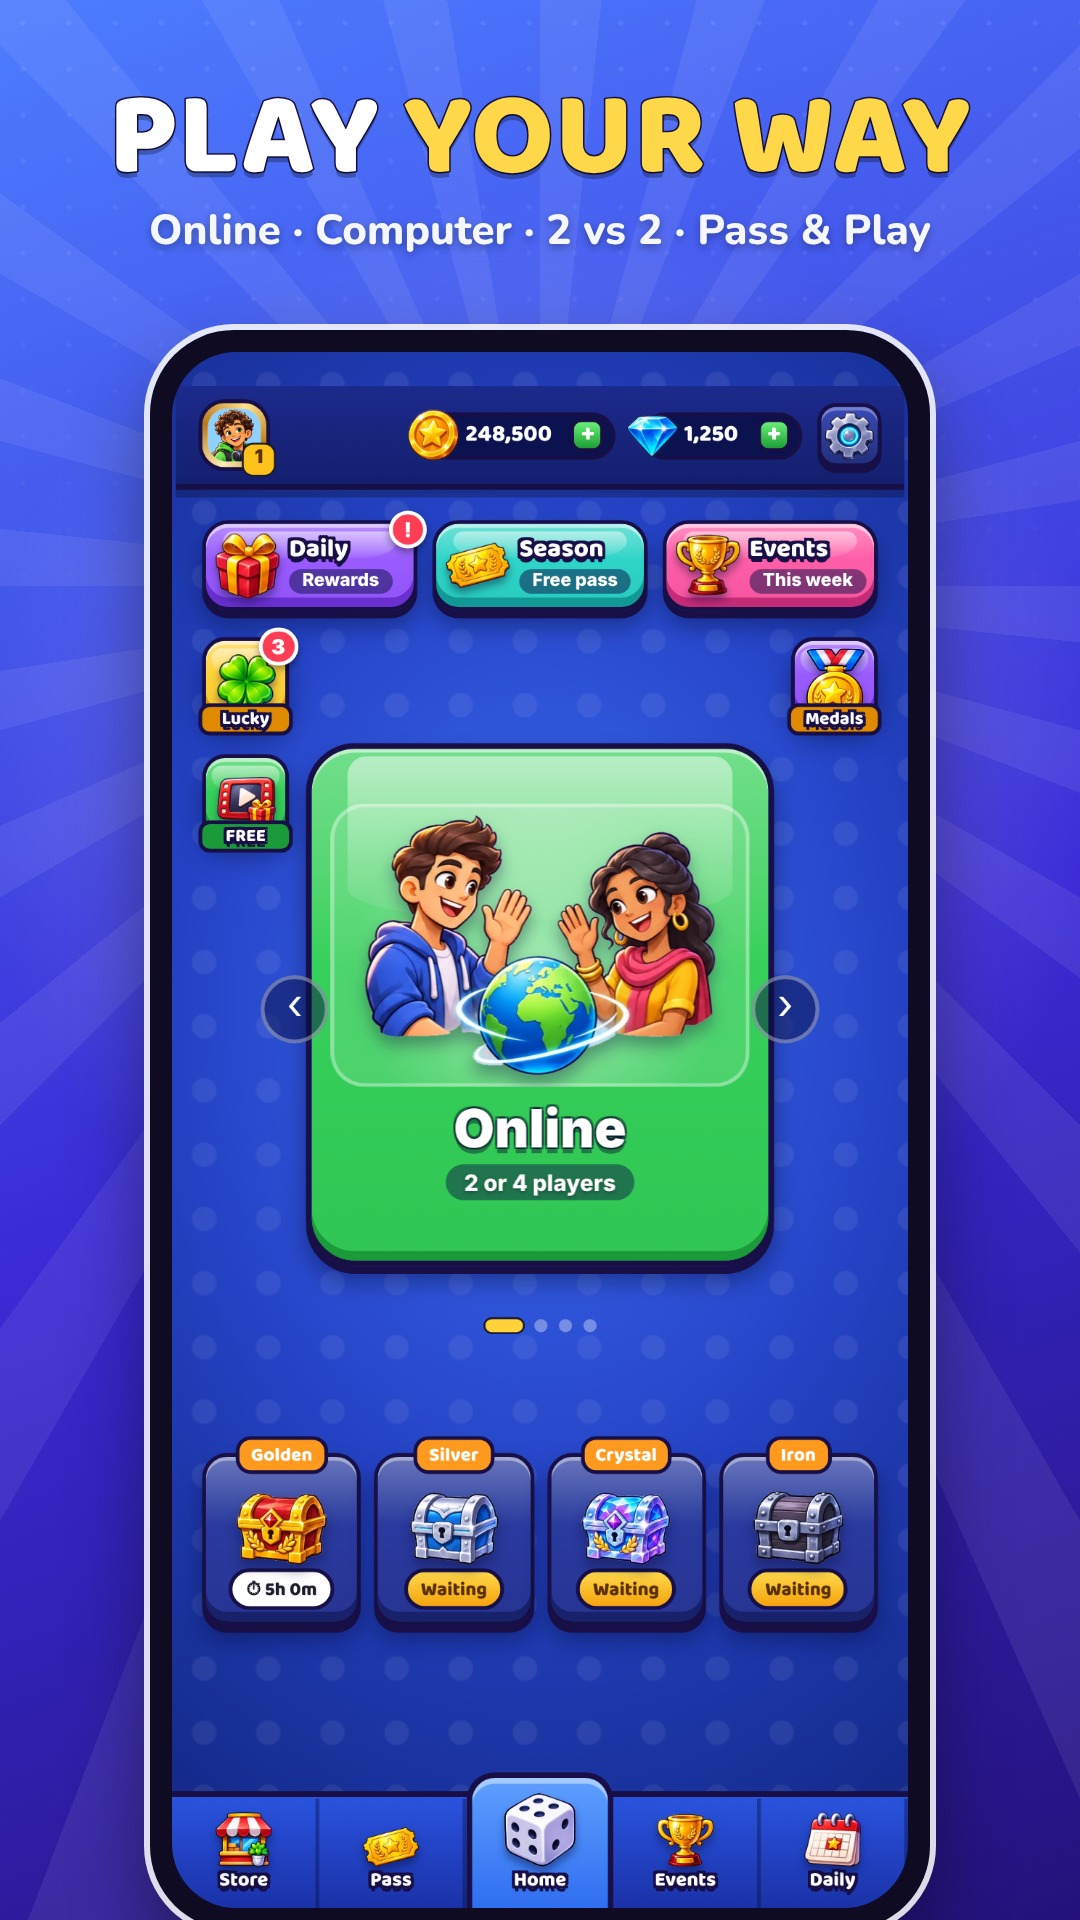 PLAY YOUR WAY
Online · Computer · 2 vs 2 · Pass & Play
1
248,500
+
1,250
+
Daily
Rewards
!
Season
Free pass
Events
This week
Lucky
3
Medals
FREE
‹
›
Online
2 or 4 players
Golden
Silver
Crystal
Iron
5h 0m
Waiting
Waiting
Waiting
Store
Pass
Home
Events
Daily